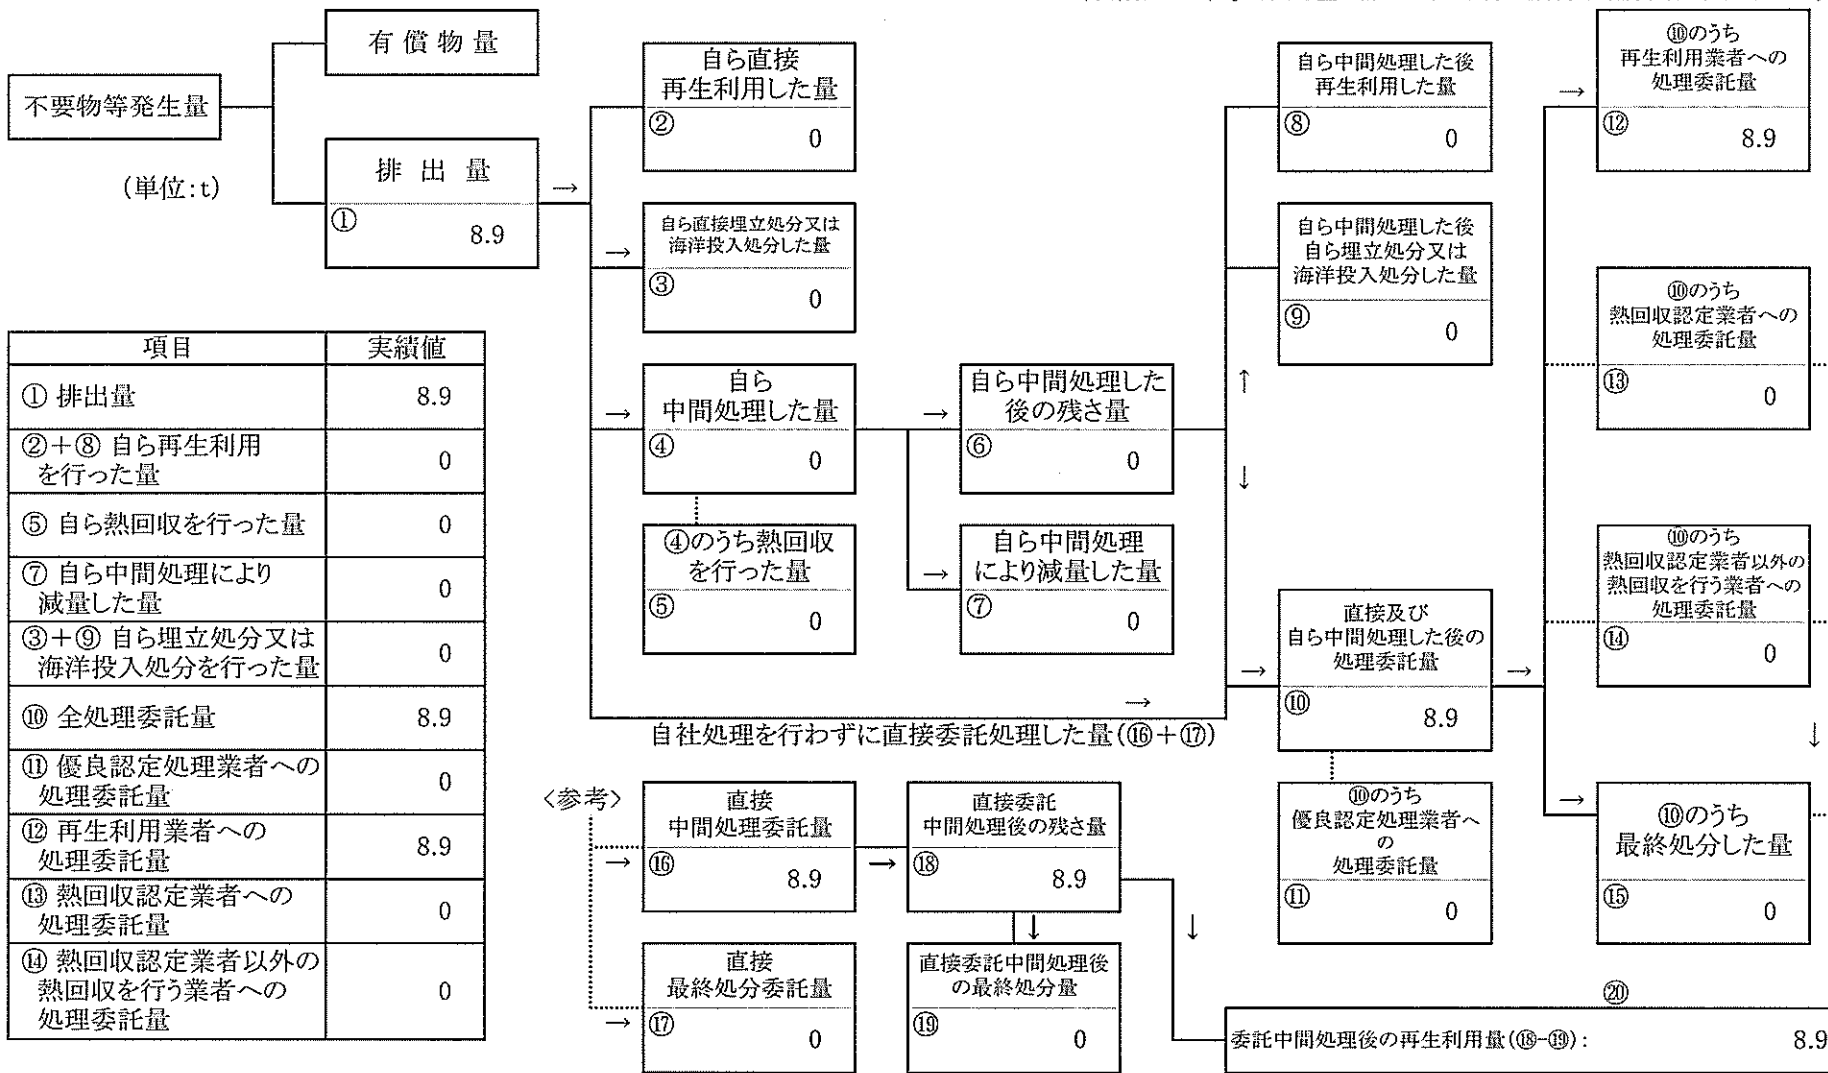 有償物量
不要物等発生量
(単位:t)
排出量
①
8.9
自ら直接
再生利用した量
②
0
自ら直接埋立処分又は
海洋投入処分した量
③
0
自ら
中間処理した量
④
0
④のうち熱回収
を行った量
⑤
0
自ら中間処理した
後の残さ量
⑥
0
自ら中間処理
により減量した量
⑦
0
自ら中間処理した後
再生利用した量
⑧
0
自ら中間処理した後
自ら埋立処分又は
海洋投入処分した量
⑨
0
直接及び
自ら中間処理した後の
処理委託量
⑩
8.9
⑩のうち
優良認定処理業者へ
の
処理委託量
⑪
0
⑩のうち
再生利用業者への
処理委託量
⑫
8.9
⑩のうち
熱回収認定業者への
処理委託量
⑬
0
⑩のうち
熱回収認定業者以外の
熱回収を行う業者への
処理委託量
⑭
0
⑩のうち
最終処分した量
⑮
0
自社処理を行わずに直接委託処理した量(⑯+⑰)
<参考>
直接
中間処理委託量
⑯
8.9
直接
最終処分委託量
⑰
0
直接委託
中間処理後の残さ量
⑱
8.9
直接委託中間処理後
の最終処分量
⑲
0
⑳
委託中間処理後の再生利用量(⑱-⑲): 8.9
項目 実績値
① 排出量 8.9
②+⑧ 自ら再生利用
を行った量 0
⑤ 自ら熱回収を行った量 0
⑦ 自ら中間処理により
減量した量 0
③+⑨ 自ら埋立処分又は
海洋投入処分を行った量 0
⑩ 全処理委託量 8.9
⑪ 優良認定処理業者への
処理委託量 0
⑫ 再生利用業者への
処理委託量 8.9
⑬ 熱回収認定業者への
処理委託量 0
⑭ 熱回収認定業者以外の
熱回収を行う業者への
処理委託量 0